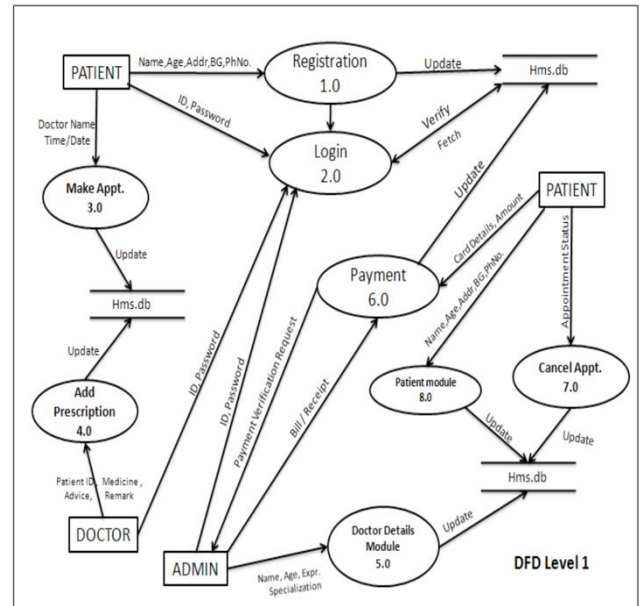 PATIENT
Name,Age,Addr,BG,PhNo.
Registration
1.0
Update
Hms.db
ID, Password
Doctor Name
Time/Date
Verify
Fetch
Login
2.0
Make Appt.
3.0
Update
PATIENT
Update
Card Details, Amount
Name,Age,Addr,BG,PhNo.
Appointment Status
Payment
6.0
Hms.db
Update
Add
Prescription
4.0
ID, Password
ID, Password
Payment Verification Request
Bill / Receipt
Patient module
8.0
Cancel Appt.
7.0
Update
Update
Hms.db
Patient ID, Medicine ,
Advice, Remark
DOCTOR
Doctor Details
Module
5.0
Update
ADMIN
Name, Age, Expr.
Specialization
DFD Level 1